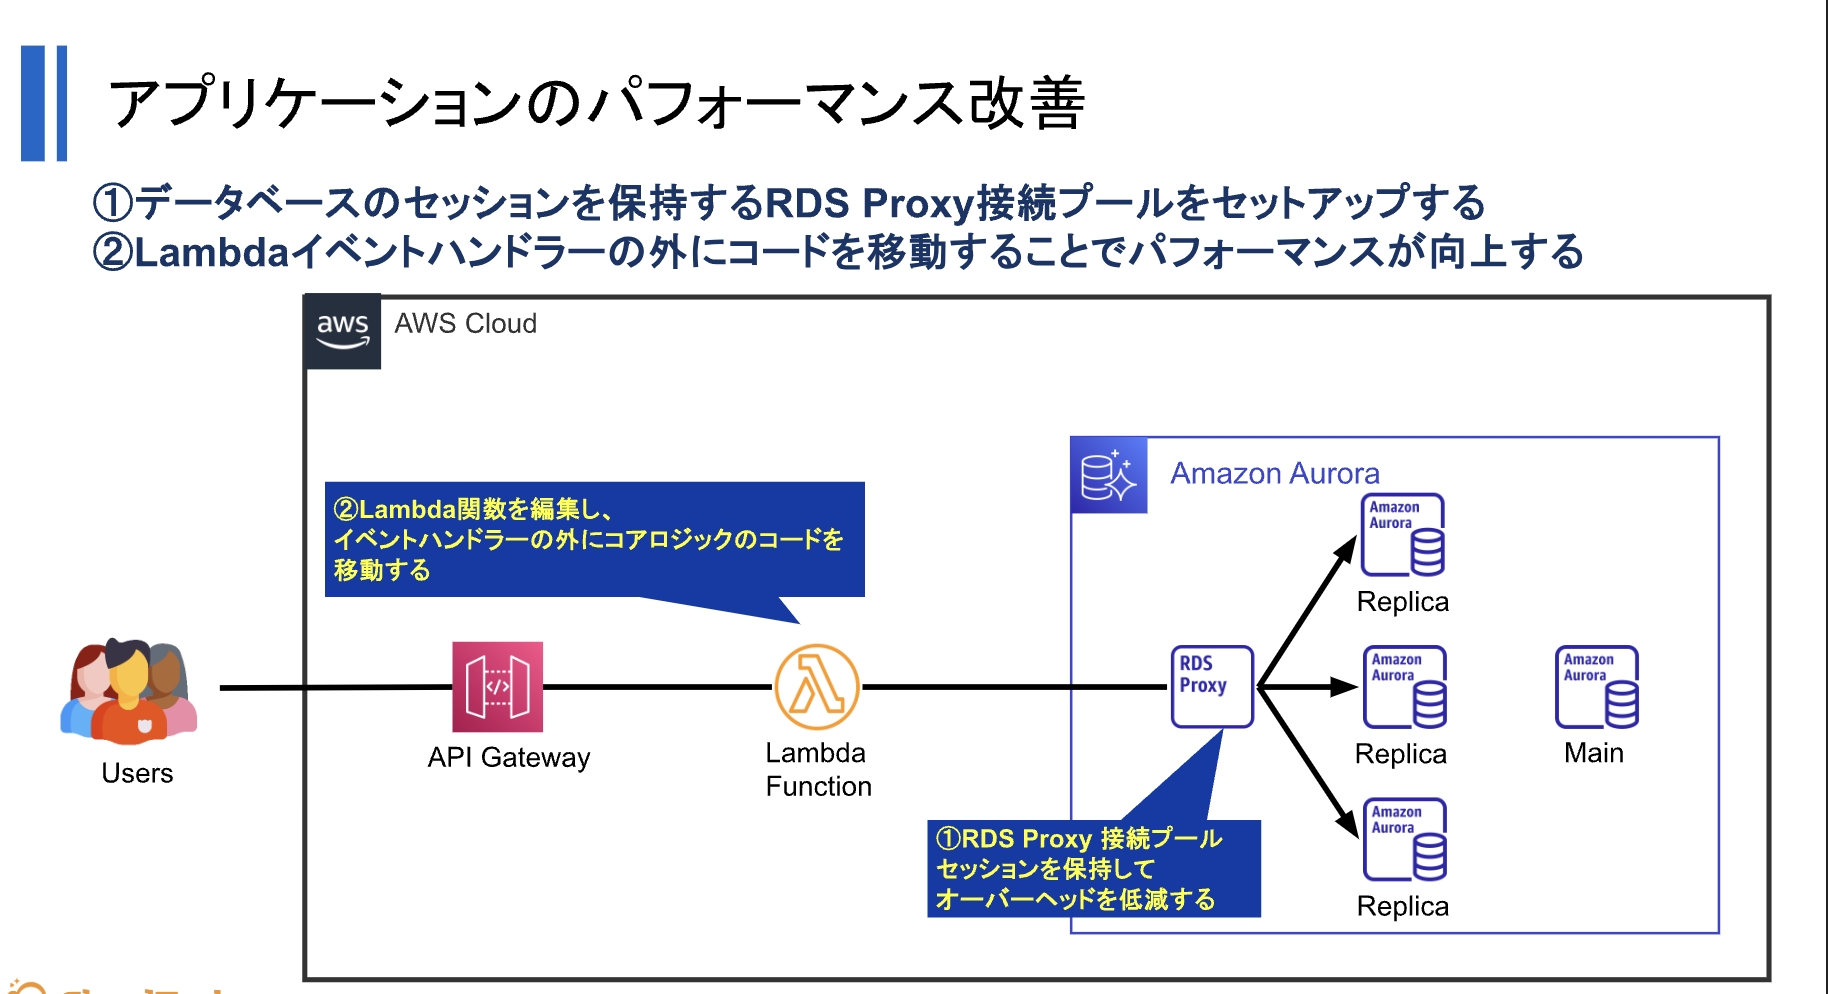 アプリケーションのパフォーマンス改善
①データベースのセッションを保持するRDS Proxy接続プールをセットアップする
②Lambdaイベントハンドラーの外にコードを移動することでパフォーマンスが向上する
aws
AWS Cloud
Amazon Aurora
②Lambda関数を編集し、
イベントハンドラーの外にコアロジックのコードを
移動する
Amazon
Aurora
Replica
Users
</>
API Gateway
Lambda
Function
RDS
Proxy
Amazon
Aurora
Replica
Amazon
Aurora
Main
①RDS Proxy 接続プール
セッションを保持して
オーバーヘッドを低減する
Amazon
Aurora
Replica